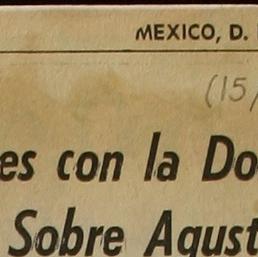 MEXICO, D.
(15/
es con la Do
Sobre Agust